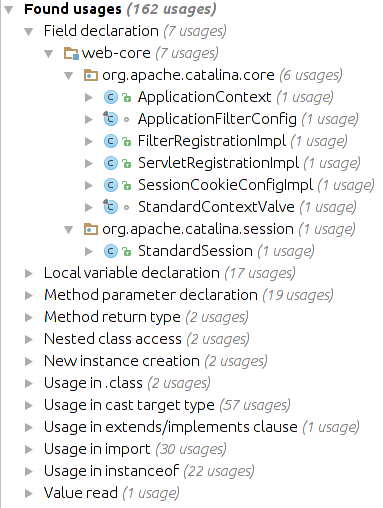 Found usages (162 usages)
Field declaration (7 usages)
web-core (7 usages)
org.apache.catalina.core (6 usages)
ApplicationContext (1 usage)
ApplicationFilterConfig (1 usage)
FilterRegistrationImpl (1 usage)
ServletRegistrationImpl (1 usage)
SessionCookieConfigImpl (1 usage)
StandardContextValve (1 usage)
org.apache.catalina.session (1 usage)
StandardSession (1 usage)
Local variable declaration (17 usages)
Method parameter declaration (19 usages)
Method return type (2 usages)
Nested class access (2 usages)
New instance creation (2 usages)
Usage in .class (2 usages)
Usage in cast target type (57 usages)
Usage in extends/implements clause (1 usage)
Usage in import (30 usages)
Usage in instanceof (22 usages)
Value read (1 usage)